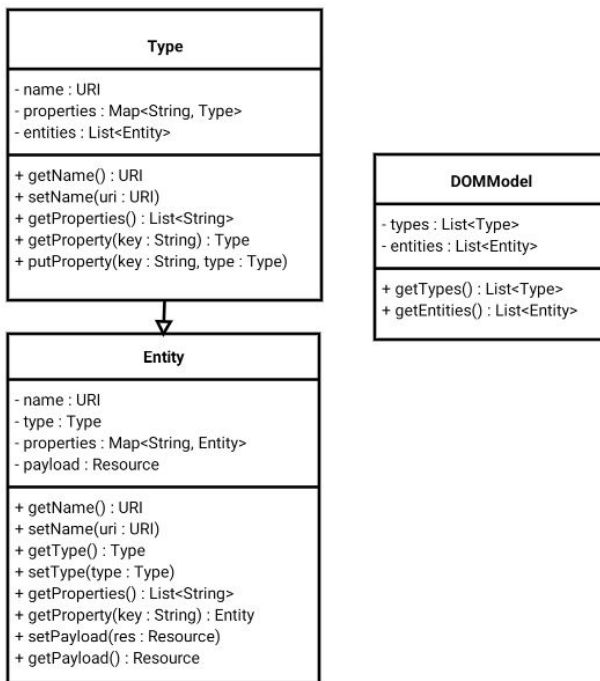 Type
- name : URI
- properties : Map<String, Type>
- entities : List<Entity>
+ getName() : URI
+ setName(uri : URI)
+ getProperties() : List<String>
+ getProperty(key : String) : Type
+ putProperty(key : String, type : Type)
Entity
- name : URI
- type : Type
- properties : Map<String, Entity>
- payload : Resource
+ getName() : URI
+ setName(uri : URI)
+ getType() : Type
+ setType(type : Type)
+ getProperties() : List<String>
+ getProperty(key : String) : Entity
+ setPayload(res : Resource)
+ getPayload() : Resource
DOMModel
- types : List<Type>
- entities : List<Entity>
+ getTypes() : List<Type>
+ getEntities() : List<Entity>